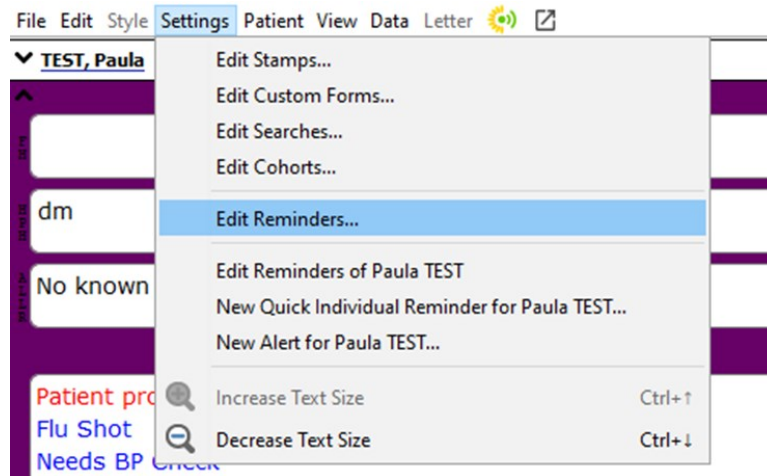 File Edit Style Settings Patient View Data Letter
TEST, Paula
Edit Stamps...
Edit Custom Forms...
Edit Searches...
Edit Cohorts...
dm
Edit Reminders...
No known
Edit Reminders of Paula TEST
New Quick Individual Reminder for Paula TEST...
New Alert for Paula TEST...
Patient pro
Increase Text Size Ctrl+↑
Flu Shot
Decrease Text Size Ctrl+↓
Needs BP Check